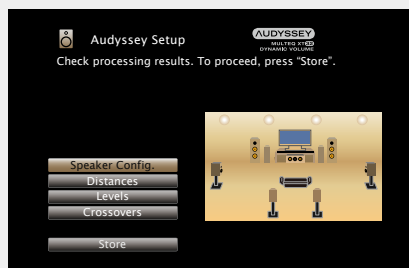 Audyssey Setup
AUDYSSEY
MULTEQ XT32
DYNAMIC VOLUME
Check processing results. To proceed, press “Store”.
Speaker Config.
Distances
Levels
Crossovers
Store